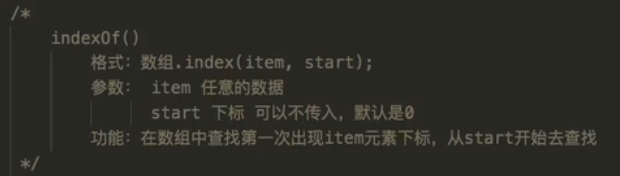 /*
indexOf()
格式：数组.index(item, start);
参数： item 任意的数据
start 下标 可以不传入，默认是0
功能：在数组中查找第一次出现item元素下标，从start开始去查找
*/